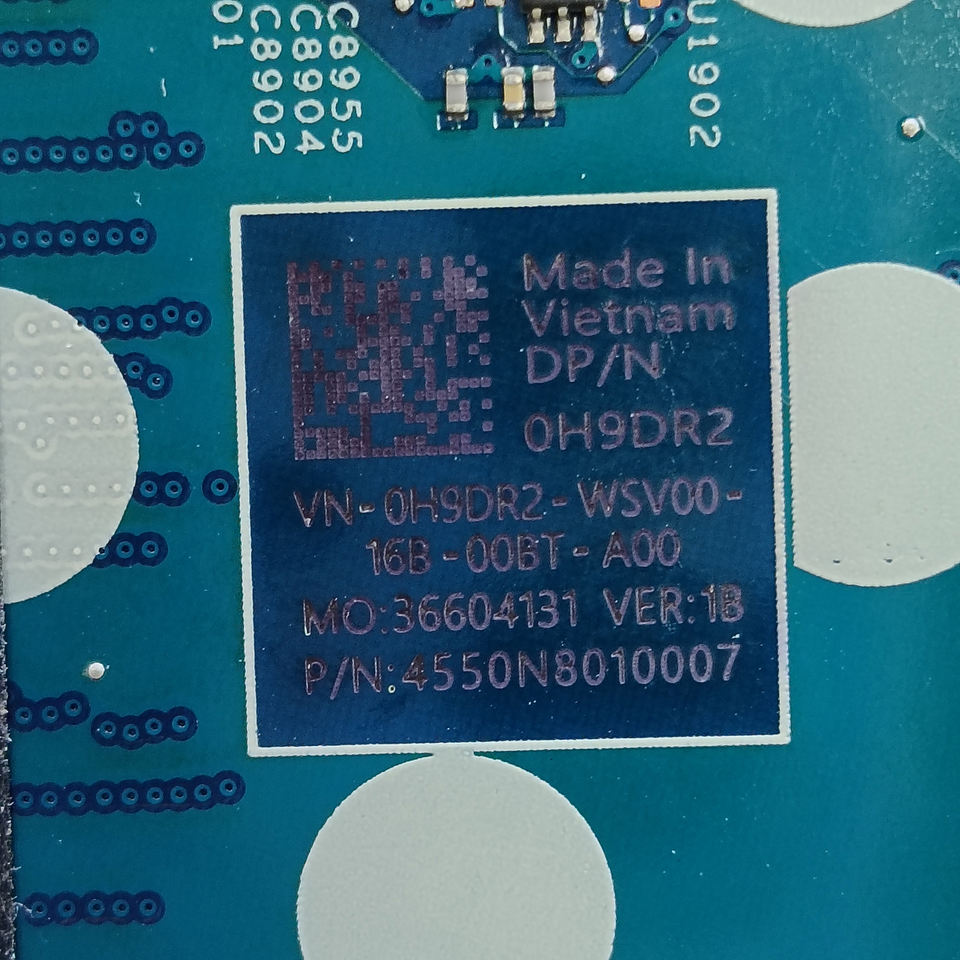 C8955
C8904
C8902
01
U1902
Made In
Vietnam
DP/N
0H9DR2
VN-0H9DR2-WSV00-
16B-00BT-A00
MO:36604131 VER:1B
P/N:4550N8010007